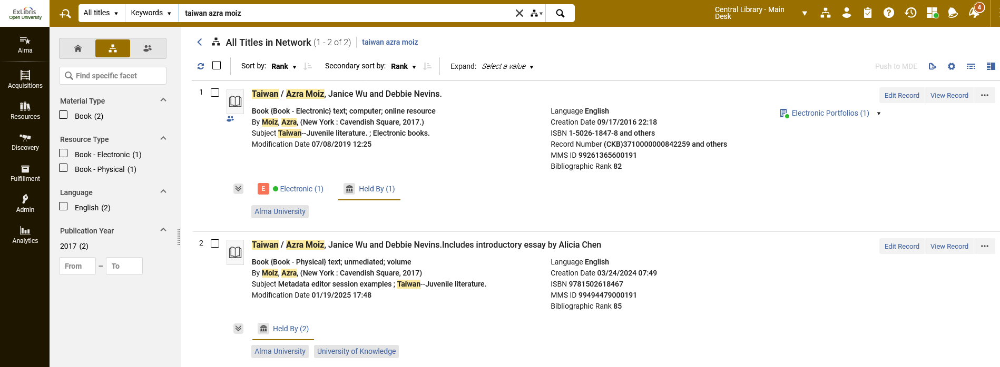 ExLibris
Open University
All titles
Keywords
taiwan azra moiz
Central Library - Main
Desk
4
Alma
Acquisitions
Resources
Discovery
Fulfillment
Admin
Analytics
Find specific facet
Material Type
Book (2)
Resource Type
Book - Electronic (1)
Book - Physical (1)
Language
English (2)
Publication Year
2017 (2)
From – To
All Titles in Network (1 - 2 of 2) taiwan azra moiz
Sort by: Rank Secondary sort by: Rank Expand: Select a value
Push to MDE
1
Taiwan / Azra Moiz, Janice Wu and Debbie Nevins.
Book {Book - Electronic} text; computer; online resource
By Moiz, Azra, (New York : Cavendish Square, 2017.)
Subject Taiwan--Juvenile literature. ; Electronic books.
Modification Date 07/08/2019 12:25
Language English
Creation Date 09/17/2016 22:18
ISBN 1-5026-1847-8 and others
Record Number (CKB)3710000000842259 and others
MMS ID 99261365600191
Bibliographic Rank 82
Edit Record View Record
Electronic Portfolios (1)
E Electronic (1) Held By (1)
Alma University
2
Taiwan / Azra Moiz, Janice Wu and Debbie Nevins.Includes introductory essay by Alicia Chen
Book {Book - Physical} text; unmediated; volume
By Moiz, Azra, (New York : Cavendish Square, 2017)
Subject Metadata editor session examples ; Taiwan--Juvenile literature.
Modification Date 01/19/2025 17:48
Language English
Creation Date 03/24/2024 07:49
ISBN 9781502618467
MMS ID 99494479000191
Bibliographic Rank 85
Edit Record View Record
Held By (2)
Alma University University of Knowledge